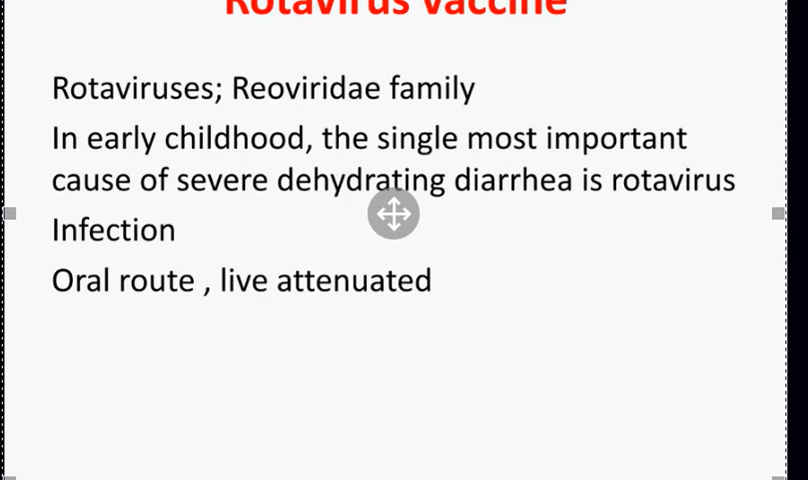 Rotavirus vaccine
Rotaviruses; Reoviridae family
In early childhood, the single most important
cause of severe dehydrating diarrhea is rotavirus
Infection
Oral route , live attenuated